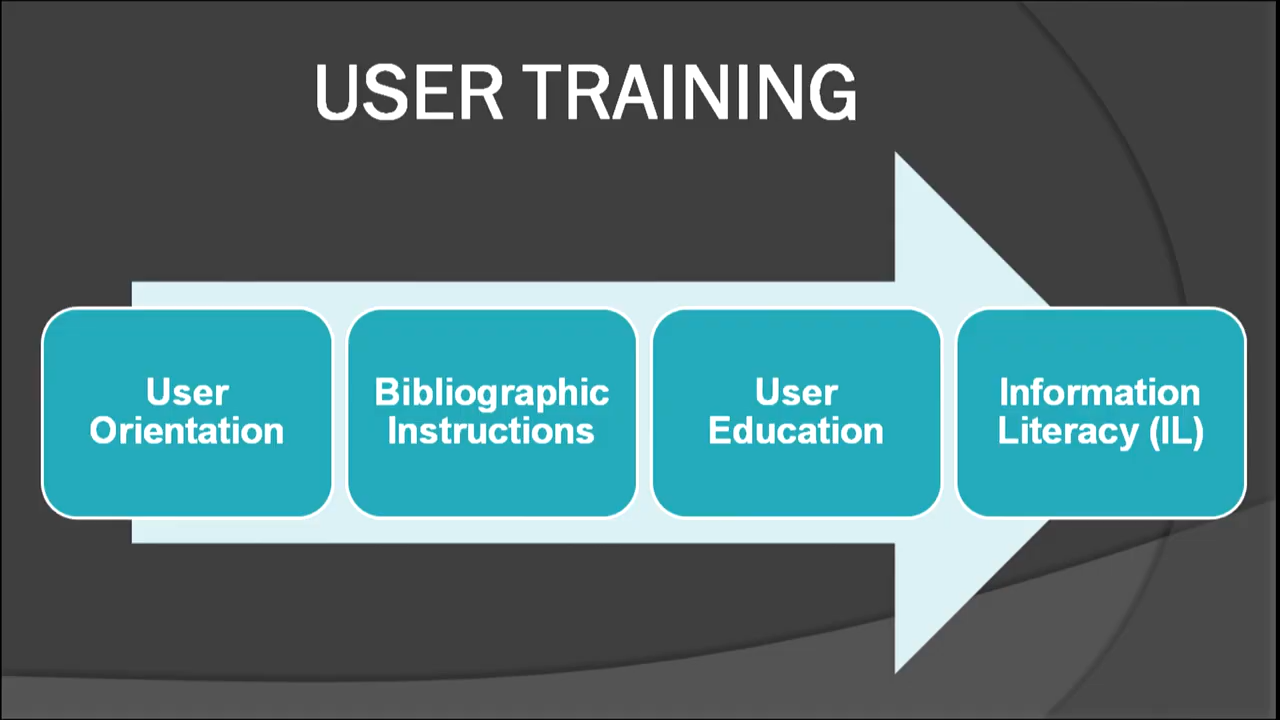 USER TRAINING
User
Orientation
Bibliographic
Instructions
User
Education
Information
Literacy (IL)